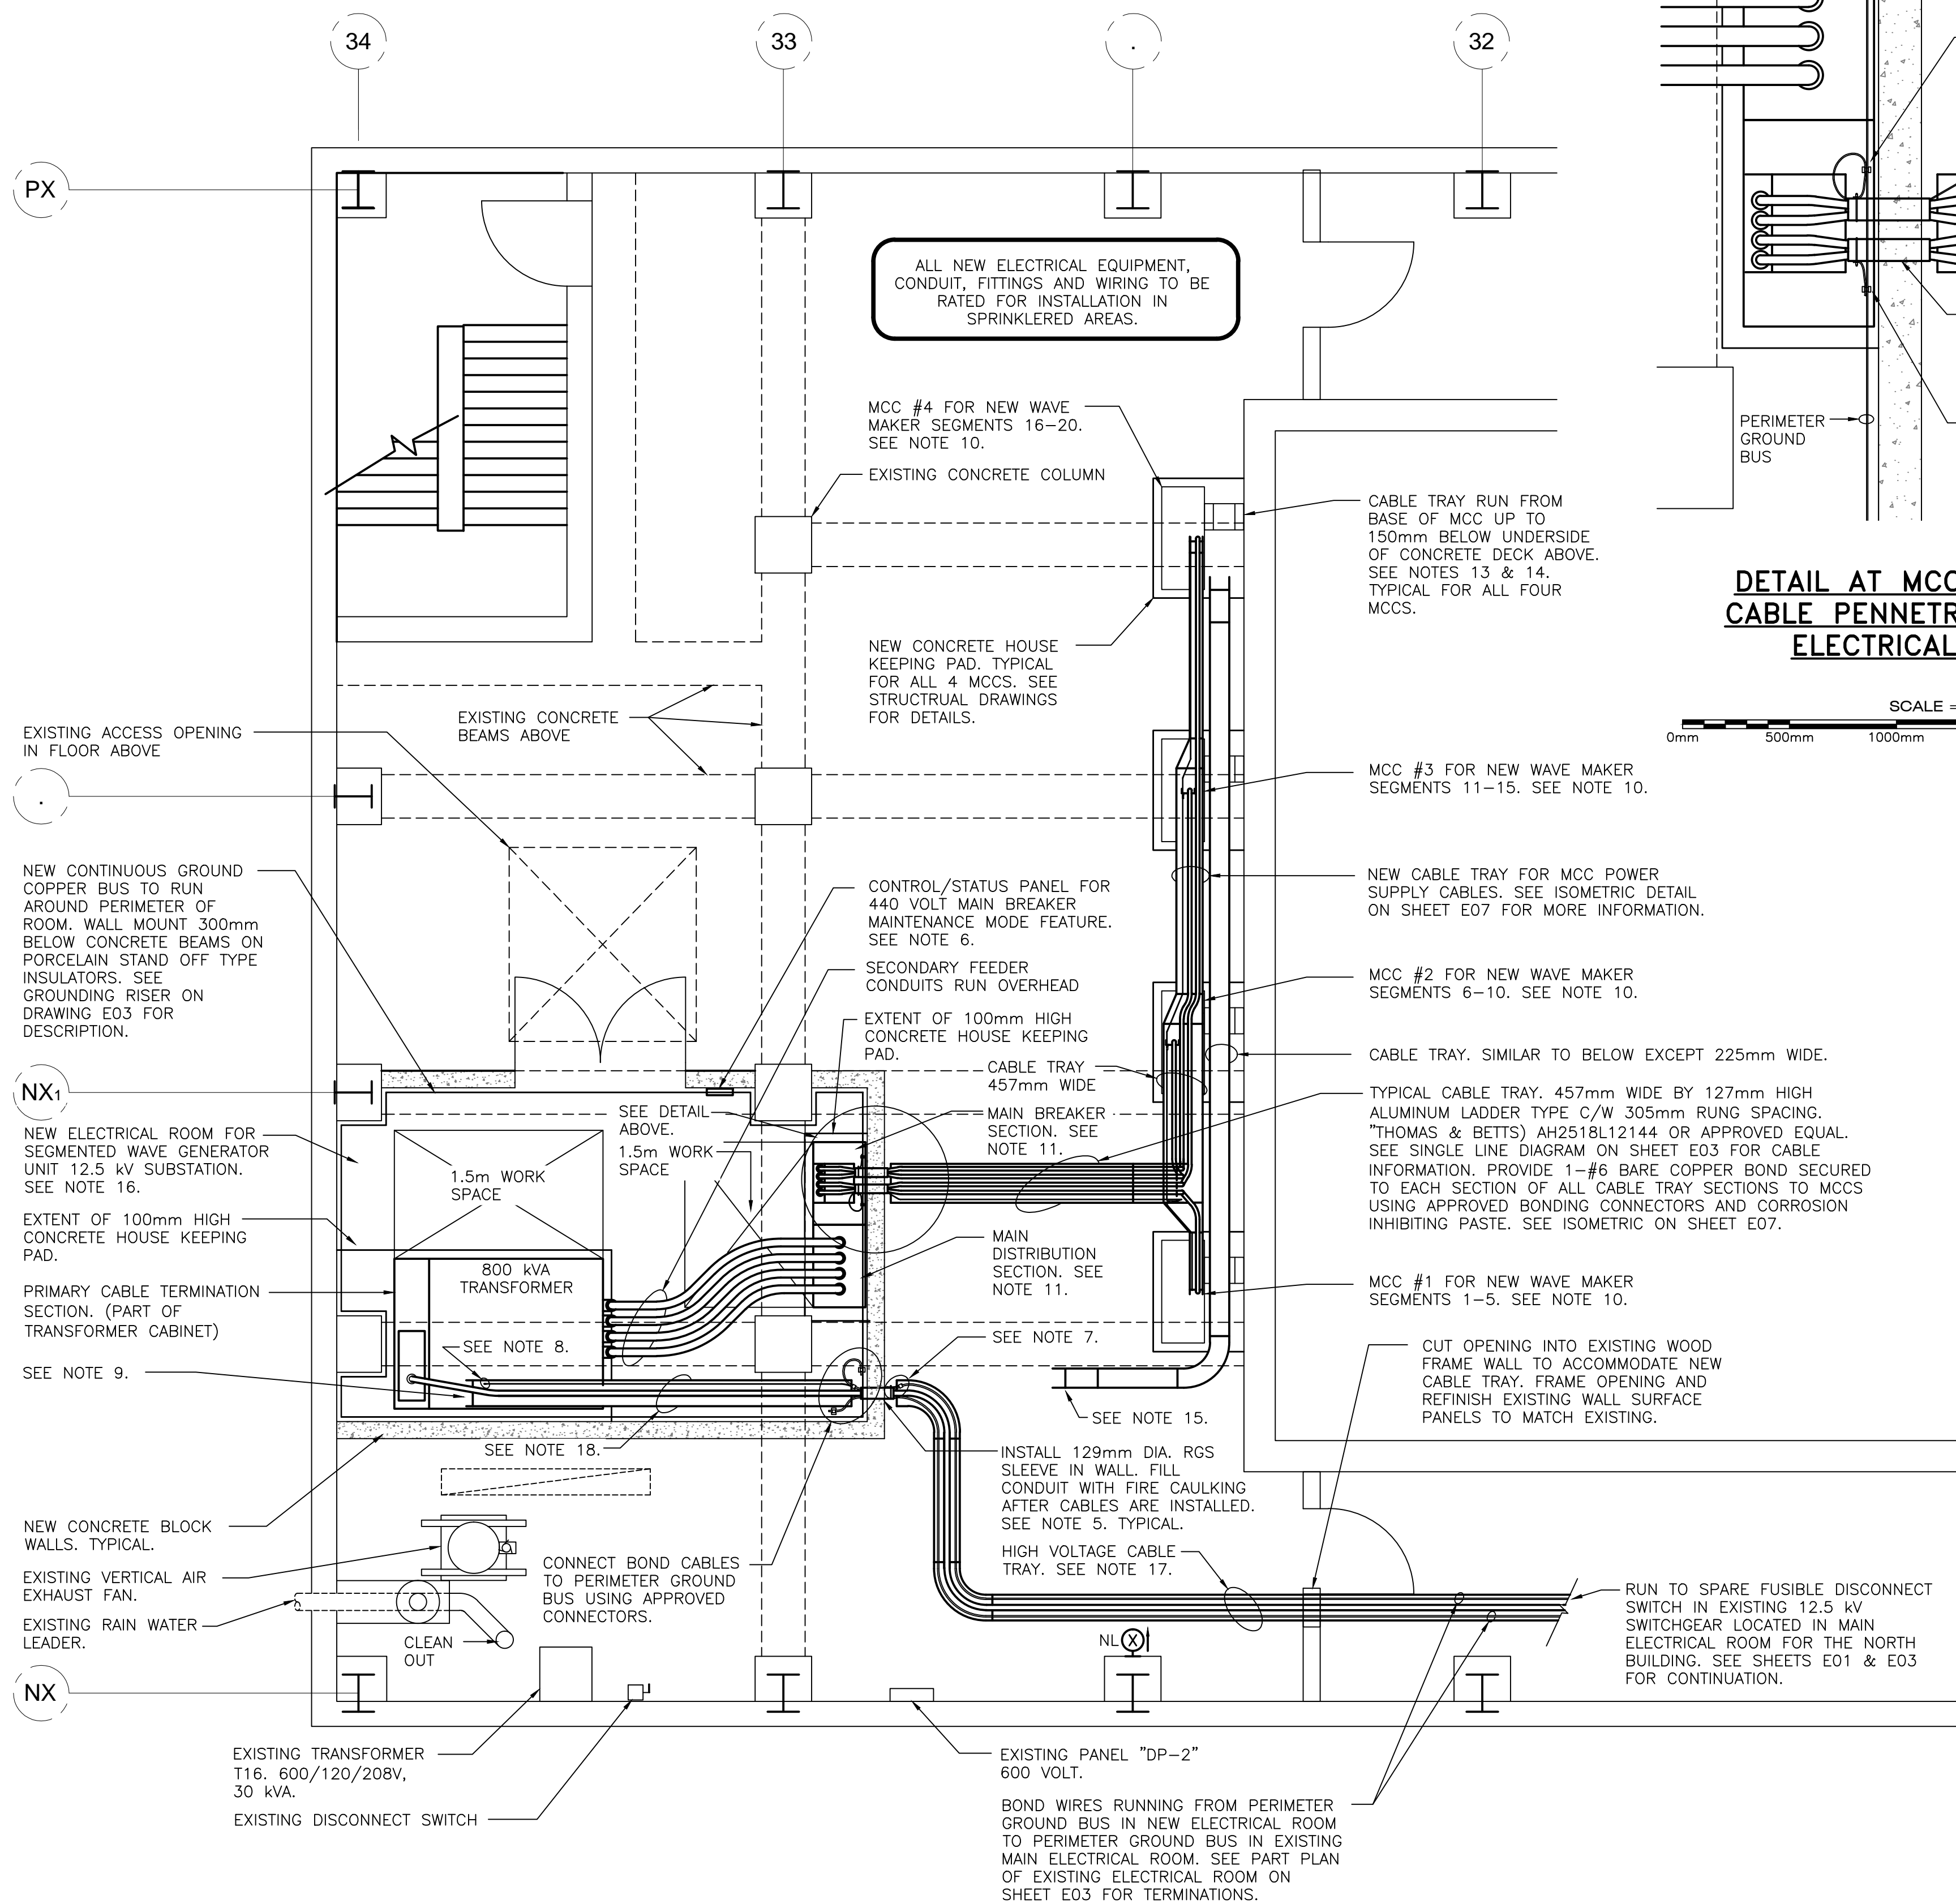 34
33
.
32
PX
ALL NEW ELECTRICAL EQUIPMENT,
CONDUIT, FITTINGS AND WIRING TO BE
RATED FOR INSTALLATION IN
SPRINKLERED AREAS.
MCC #4 FOR NEW WAVE
MAKER SEGMENTS 16-20.
SEE NOTE 10.
EXISTING CONCRETE COLUMN
PERIMETER
GROUND
BUS
CABLE TRAY RUN FROM
BASE OF MCC UP TO
150mm BELOW UNDERSIDE
OF CONCRETE DECK ABOVE.
SEE NOTES 13 & 14.
TYPICAL FOR ALL FOUR
MCCS.
DETAIL AT MCC
CABLE PENNETR
ELECTRICAL
SCALE =
0mm
500mm
1000mm
NEW CONCRETE HOUSE
KEEPING PAD. TYPICAL
FOR ALL 4 MCCS. SEE
STRUCTRUAL DRAWINGS
FOR DETAILS.
EXISTING ACCESS OPENING
IN FLOOR ABOVE
EXISTING CONCRETE
BEAMS ABOVE
.
MCC #3 FOR NEW WAVE MAKER
SEGMENTS 11-15. SEE NOTE 10.
NEW CONTINUOUS GROUND
COPPER BUS TO RUN
AROUND PERIMETER OF
ROOM. WALL MOUNT 300mm
BELOW CONCRETE BEAMS ON
PORCELAIN STAND OFF TYPE
INSULATORS. SEE
GROUNDING RISER ON
DRAWING E03 FOR
DESCRIPTION.
CONTROL/STATUS PANEL FOR
440 VOLT MAIN BREAKER
MAINTENANCE MODE FEATURE.
SEE NOTE 6.
SECONDARY FEEDER
CONDUITS RUN OVERHEAD
NEW CABLE TRAY FOR MCC POWER
SUPPLY CABLES. SEE ISOMETRIC DETAIL
ON SHEET E07 FOR MORE INFORMATION.
MCC #2 FOR NEW WAVE MAKER
SEGMENTS 6-10. SEE NOTE 10.
EXTENT OF 100mm HIGH
CONCRETE HOUSE KEEPING
PAD.
CABLE TRAY
457mm WIDE
CABLE TRAY. SIMILAR TO BELOW EXCEPT 225mm WIDE.
NX1
SEE DETAIL
ABOVE.
1.5m WORK
SPACE
MAIN BREAKER
SECTION. SEE
NOTE 11.
TYPICAL CABLE TRAY. 457mm WIDE BY 127mm HIGH
ALUMINUM LADDER TYPE C/W 305mm RUNG SPACING.
"THOMAS & BETTS) AH2518L12144 OR APPROVED EQUAL.
SEE SINGLE LINE DIAGRAM ON SHEET E03 FOR CABLE
INFORMATION. PROVIDE 1-#6 BARE COPPER BOND SECURED
TO EACH SECTION OF ALL CABLE TRAY SECTIONS TO MCCS
USING APPROVED BONDING CONNECTORS AND CORROSION
INHIBITING PASTE. SEE ISOMETRIC ON SHEET E07.
NEW ELECTRICAL ROOM FOR
SEGMENTED WAVE GENERATOR
UNIT 12.5 kV SUBSTATION.
SEE NOTE 16.
1.5m WORK
SPACE
EXTENT OF 100mm HIGH
CONCRETE HOUSE KEEPING
PAD.
MAIN
DISTRIBUTION
SECTION. SEE
NOTE 11.
800 kVA
TRANSFORMER
PRIMARY CABLE TERMINATION
SECTION. (PART OF
TRANSFORMER CABINET)
MCC #1 FOR NEW WAVE MAKER
SEGMENTS 1-5. SEE NOTE 10.
SEE NOTE 8.
SEE NOTE 7.
SEE NOTE 9.
CUT OPENING INTO EXISTING WOOD
FRAME WALL TO ACCOMMODATE NEW
CABLE TRAY. FRAME OPENING AND
REFINISH EXISTING WALL SURFACE
PANELS TO MATCH EXISTING.
SEE NOTE 15.
SEE NOTE 18.
INSTALL 129mm DIA. RGS
SLEEVE IN WALL. FILL
CONDUIT WITH FIRE CAULKING
AFTER CABLES ARE INSTALLED.
SEE NOTE 5. TYPICAL.
NEW CONCRETE BLOCK
WALLS. TYPICAL.
EXISTING VERTICAL AIR
EXHAUST FAN.
EXISTING RAIN WATER
LEADER.
CONNECT BOND CABLES
TO PERIMETER GROUND
BUS USING APPROVED
CONNECTORS.
HIGH VOLTAGE CABLE
TRAY. SEE NOTE 17.
CLEAN
OUT
NL
X
RUN TO SPARE FUSIBLE DISCONNECT
SWITCH IN EXISTING 12.5 kV
SWITCHGEAR LOCATED IN MAIN
ELECTRICAL ROOM FOR THE NORTH
BUILDING. SEE SHEETS E01 & E03
FOR CONTINUATION.
NX
EXISTING TRANSFORMER
T16. 600/120/208V,
30 kVA.
EXISTING DISCONNECT SWITCH
EXISTING PANEL "DP-2"
600 VOLT.
BOND WIRES RUNNING FROM PERIMETER
GROUND BUS IN NEW ELECTRICAL ROOM
TO PERIMETER GROUND BUS IN EXISTING
MAIN ELECTRICAL ROOM. SEE PART PLAN
OF EXISTING ELECTRICAL ROOM ON
SHEET E03 FOR TERMINATIONS.